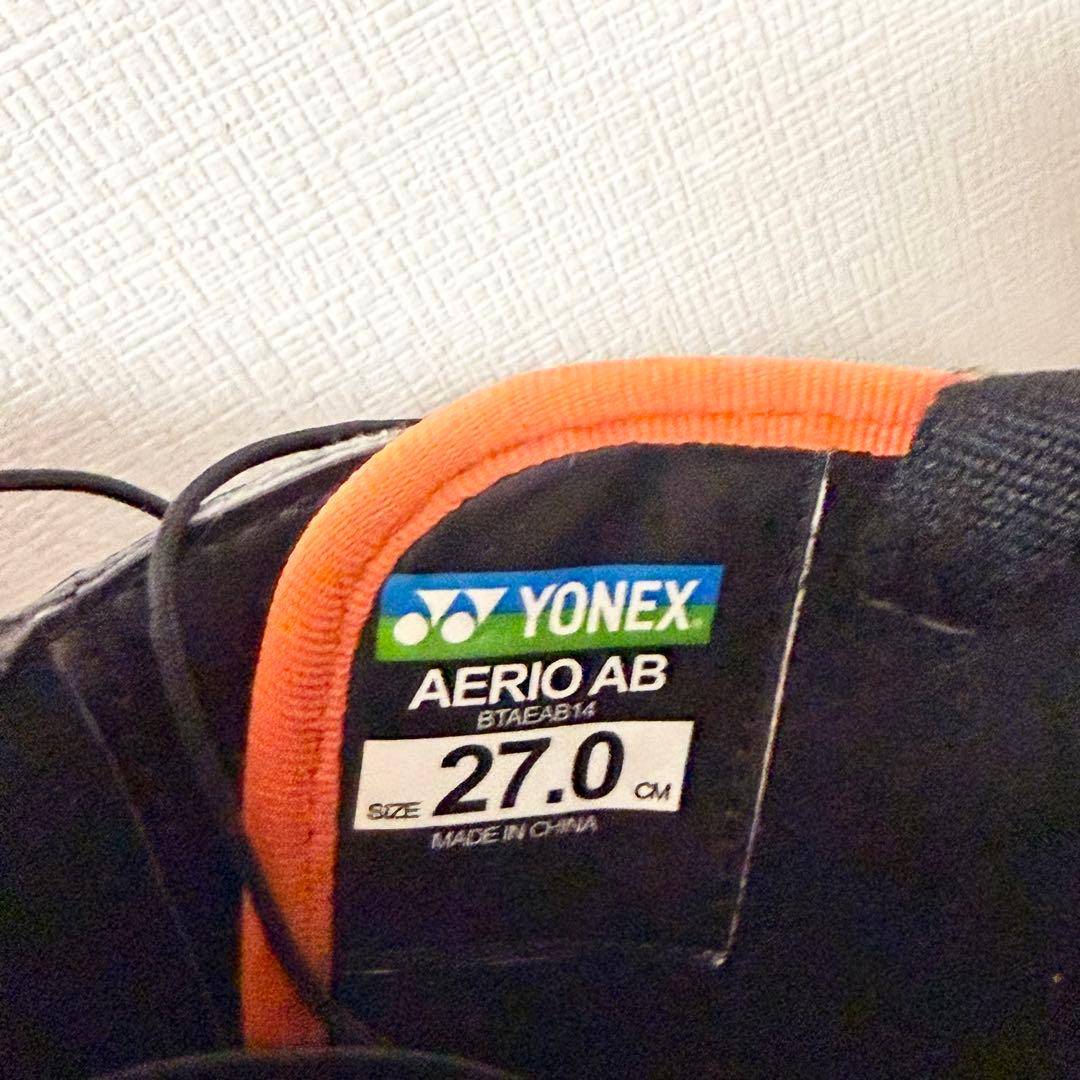 YONEX
AERIO AB
BTAEAB14
SIZE 27.0 CM
MADE IN CHINA